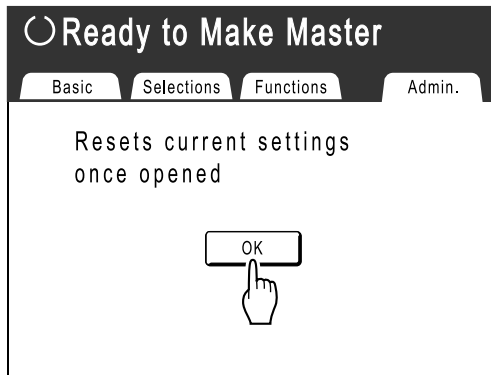 Ready to Make Master
Basic Selections Functions Admin.
Resets current settings
once opened
OK